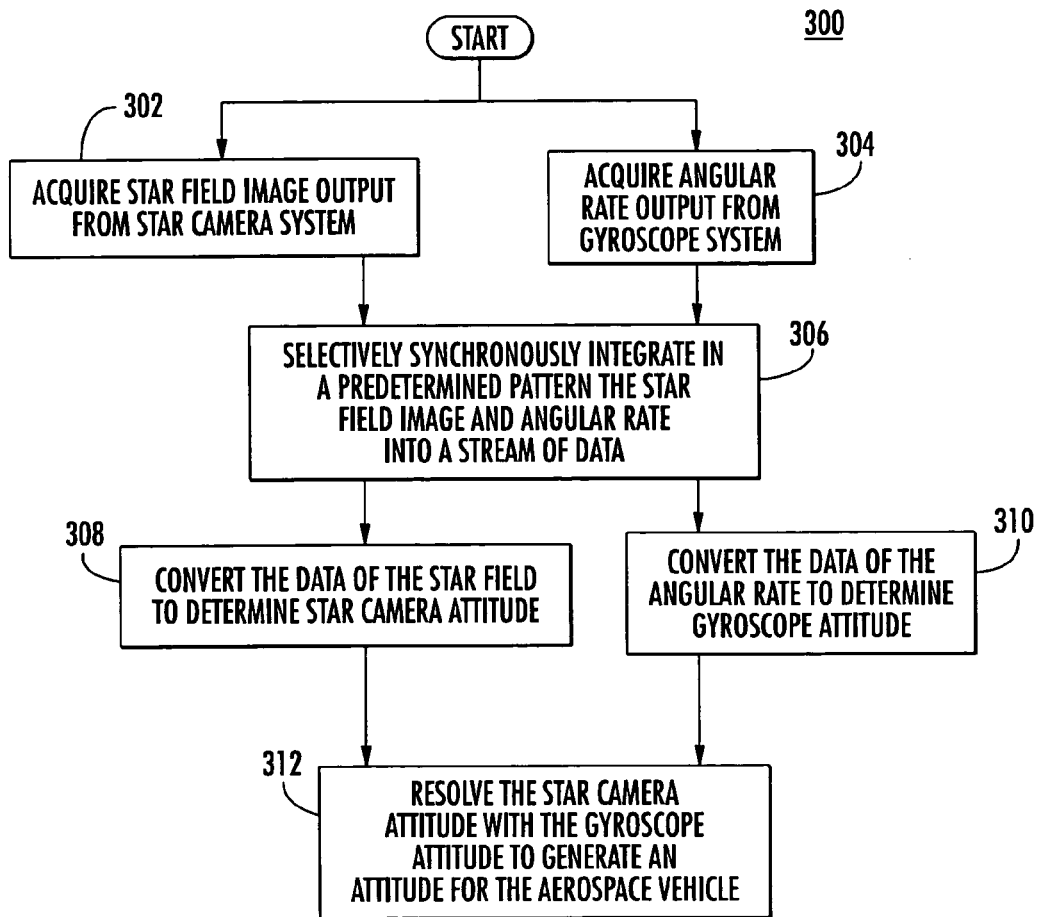 300
START
302
ACQUIRE STAR FIELD IMAGE OUTPUT
FROM STAR CAMERA SYSTEM
304
ACQUIRE ANGULAR
RATE OUTPUT FROM
GYROSCOPE SYSTEM
306
SELECTIVELY SYNCHRONOUSLY INTEGRATE IN
A PREDETERMINED PATTERN THE STAR
FIELD IMAGE AND ANGULAR RATE
INTO A STREAM OF DATA
308
CONVERT THE DATA OF THE STAR FIELD
TO DETERMINE STAR CAMERA ATTITUDE
310
CONVERT THE DATA OF THE
ANGULAR RATE TO DETERMINE
GYROSCOPE ATTITUDE
312
RESOLVE THE STAR CAMERA
ATTITUDE WITH THE GYROSCOPE
ATTITUDE TO GENERATE AN
ATTITUDE FOR THE AEROSPACE VEHICLE